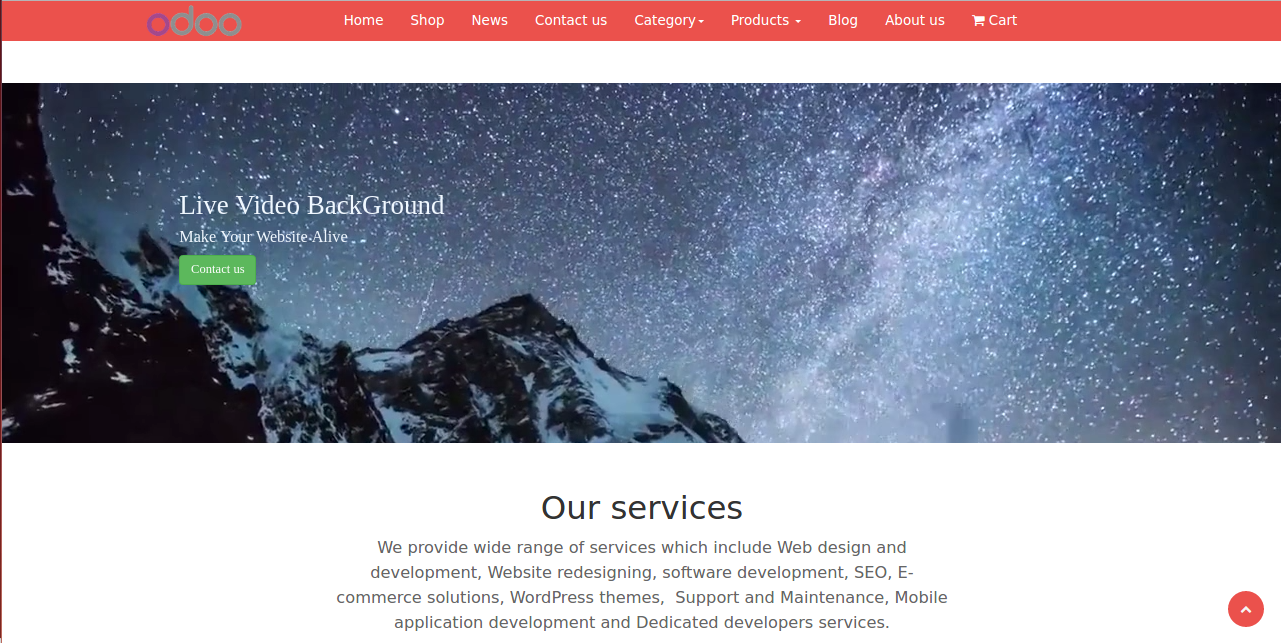 odoo Home Shop News Contact us Category Products Blog About us Cart
Live Video BackGround
Make Your Website Alive
Contact us
Our services
We provide wide range of services which include Web design and
development, Website redesigning, software development, SEO, E-
commerce solutions, WordPress themes, Support and Maintenance, Mobile
application development and Dedicated developers services.